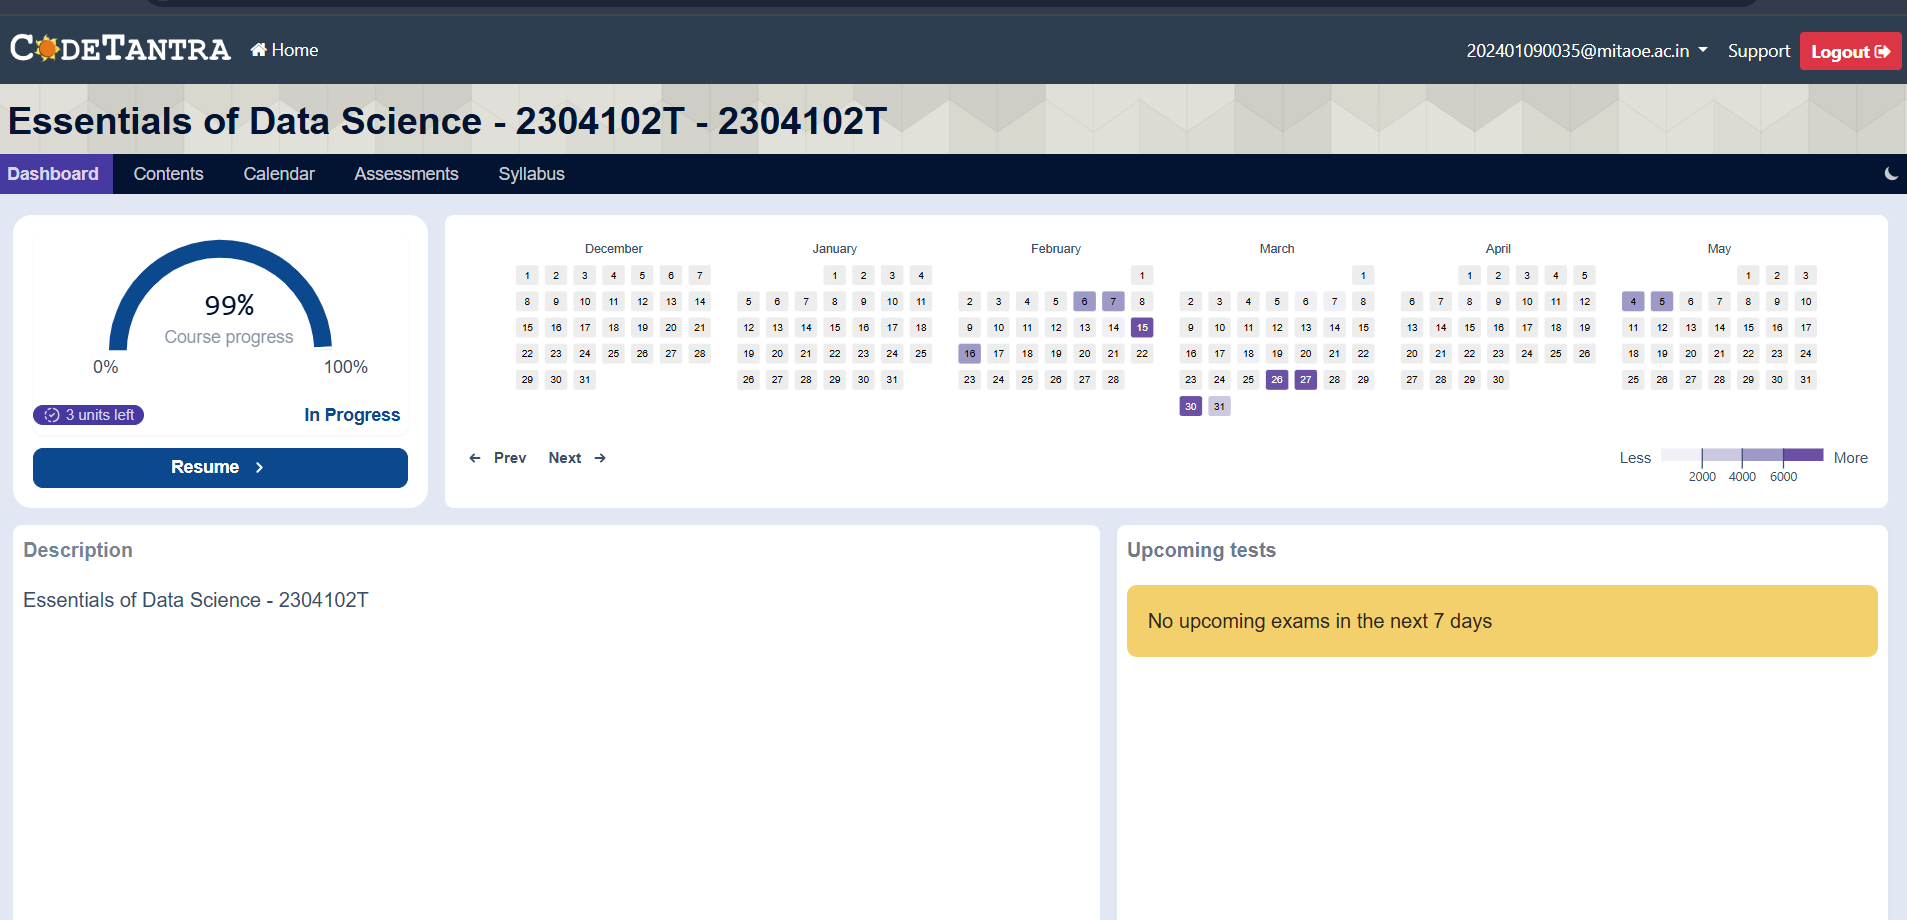 CODETANTRA Home 202401090035@mitaoe.ac.in Support Logout
Essentials of Data Science - 2304102T - 2304102T
Dashboard Contents Calendar Assessments Syllabus
99%
Course progress
0% 100%
3 units left In Progress
Resume
December
1 2 3 4 5 6 7
8 9 10 11 12 13 14
15 16 17 18 19 20 21
22 23 24 25 26 27 28
29 30 31
January
1 2 3 4
5 6 7 8 9 10 11
12 13 14 15 16 17 18
19 20 21 22 23 24 25
26 27 28 29 30 31
February
1
2 3 4 5 6 7 8
9 10 11 12 13 14 15
16 17 18 19 20 21 22
23 24 25 26 27 28
March
1
2 3 4 5 6 7 8
9 10 11 12 13 14 15
16 17 18 19 20 21 22
23 24 25 26 27 28 29
30 31
April
1 2 3 4 5
6 7 8 9 10 11 12
13 14 15 16 17 18 19
20 21 22 23 24 25 26
27 28 29 30
May
1 2 3
4 5 6 7 8 9 10
11 12 13 14 15 16 17
18 19 20 21 22 23 24
25 26 27 28 29 30 31
Prev Next
Less More
2000 4000 6000
Description
Essentials of Data Science - 2304102T
Upcoming tests
No upcoming exams in the next 7 days